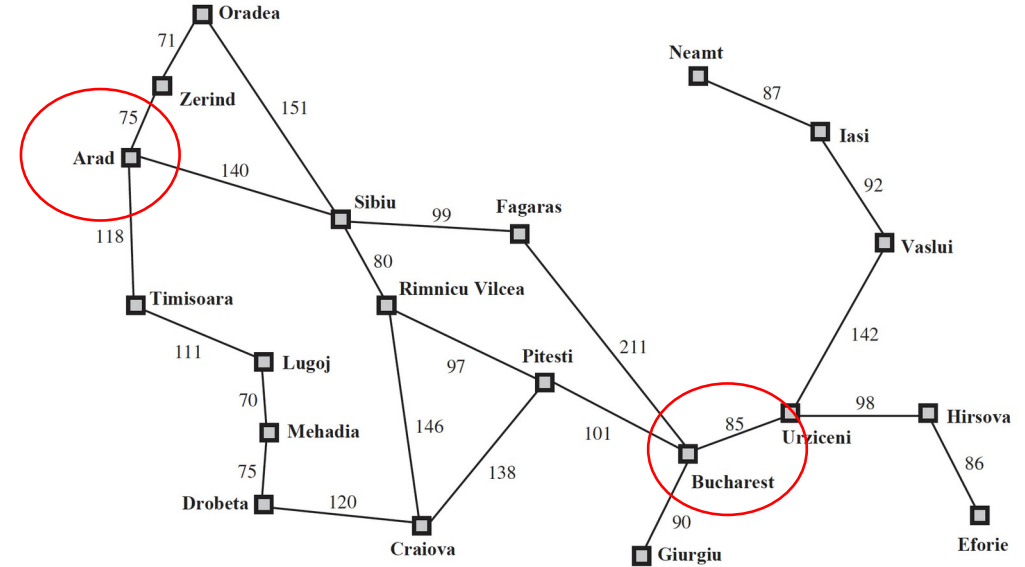 Oradea
71
Neamt
Zerind
87
75
151
Iasi
Arad
140
92
Sibiu
99
Fagaras
118
Vaslui
80
Timisoara
Rimnicu Vilcea
142
111
211
Lugoj
97
Pitesti
70
98
Hirsova
85
146
Mehadia
101
Urziceni
86
75
138
Bucharest
Drobeta
120
90
Craiova
Giurgiu
Eforie